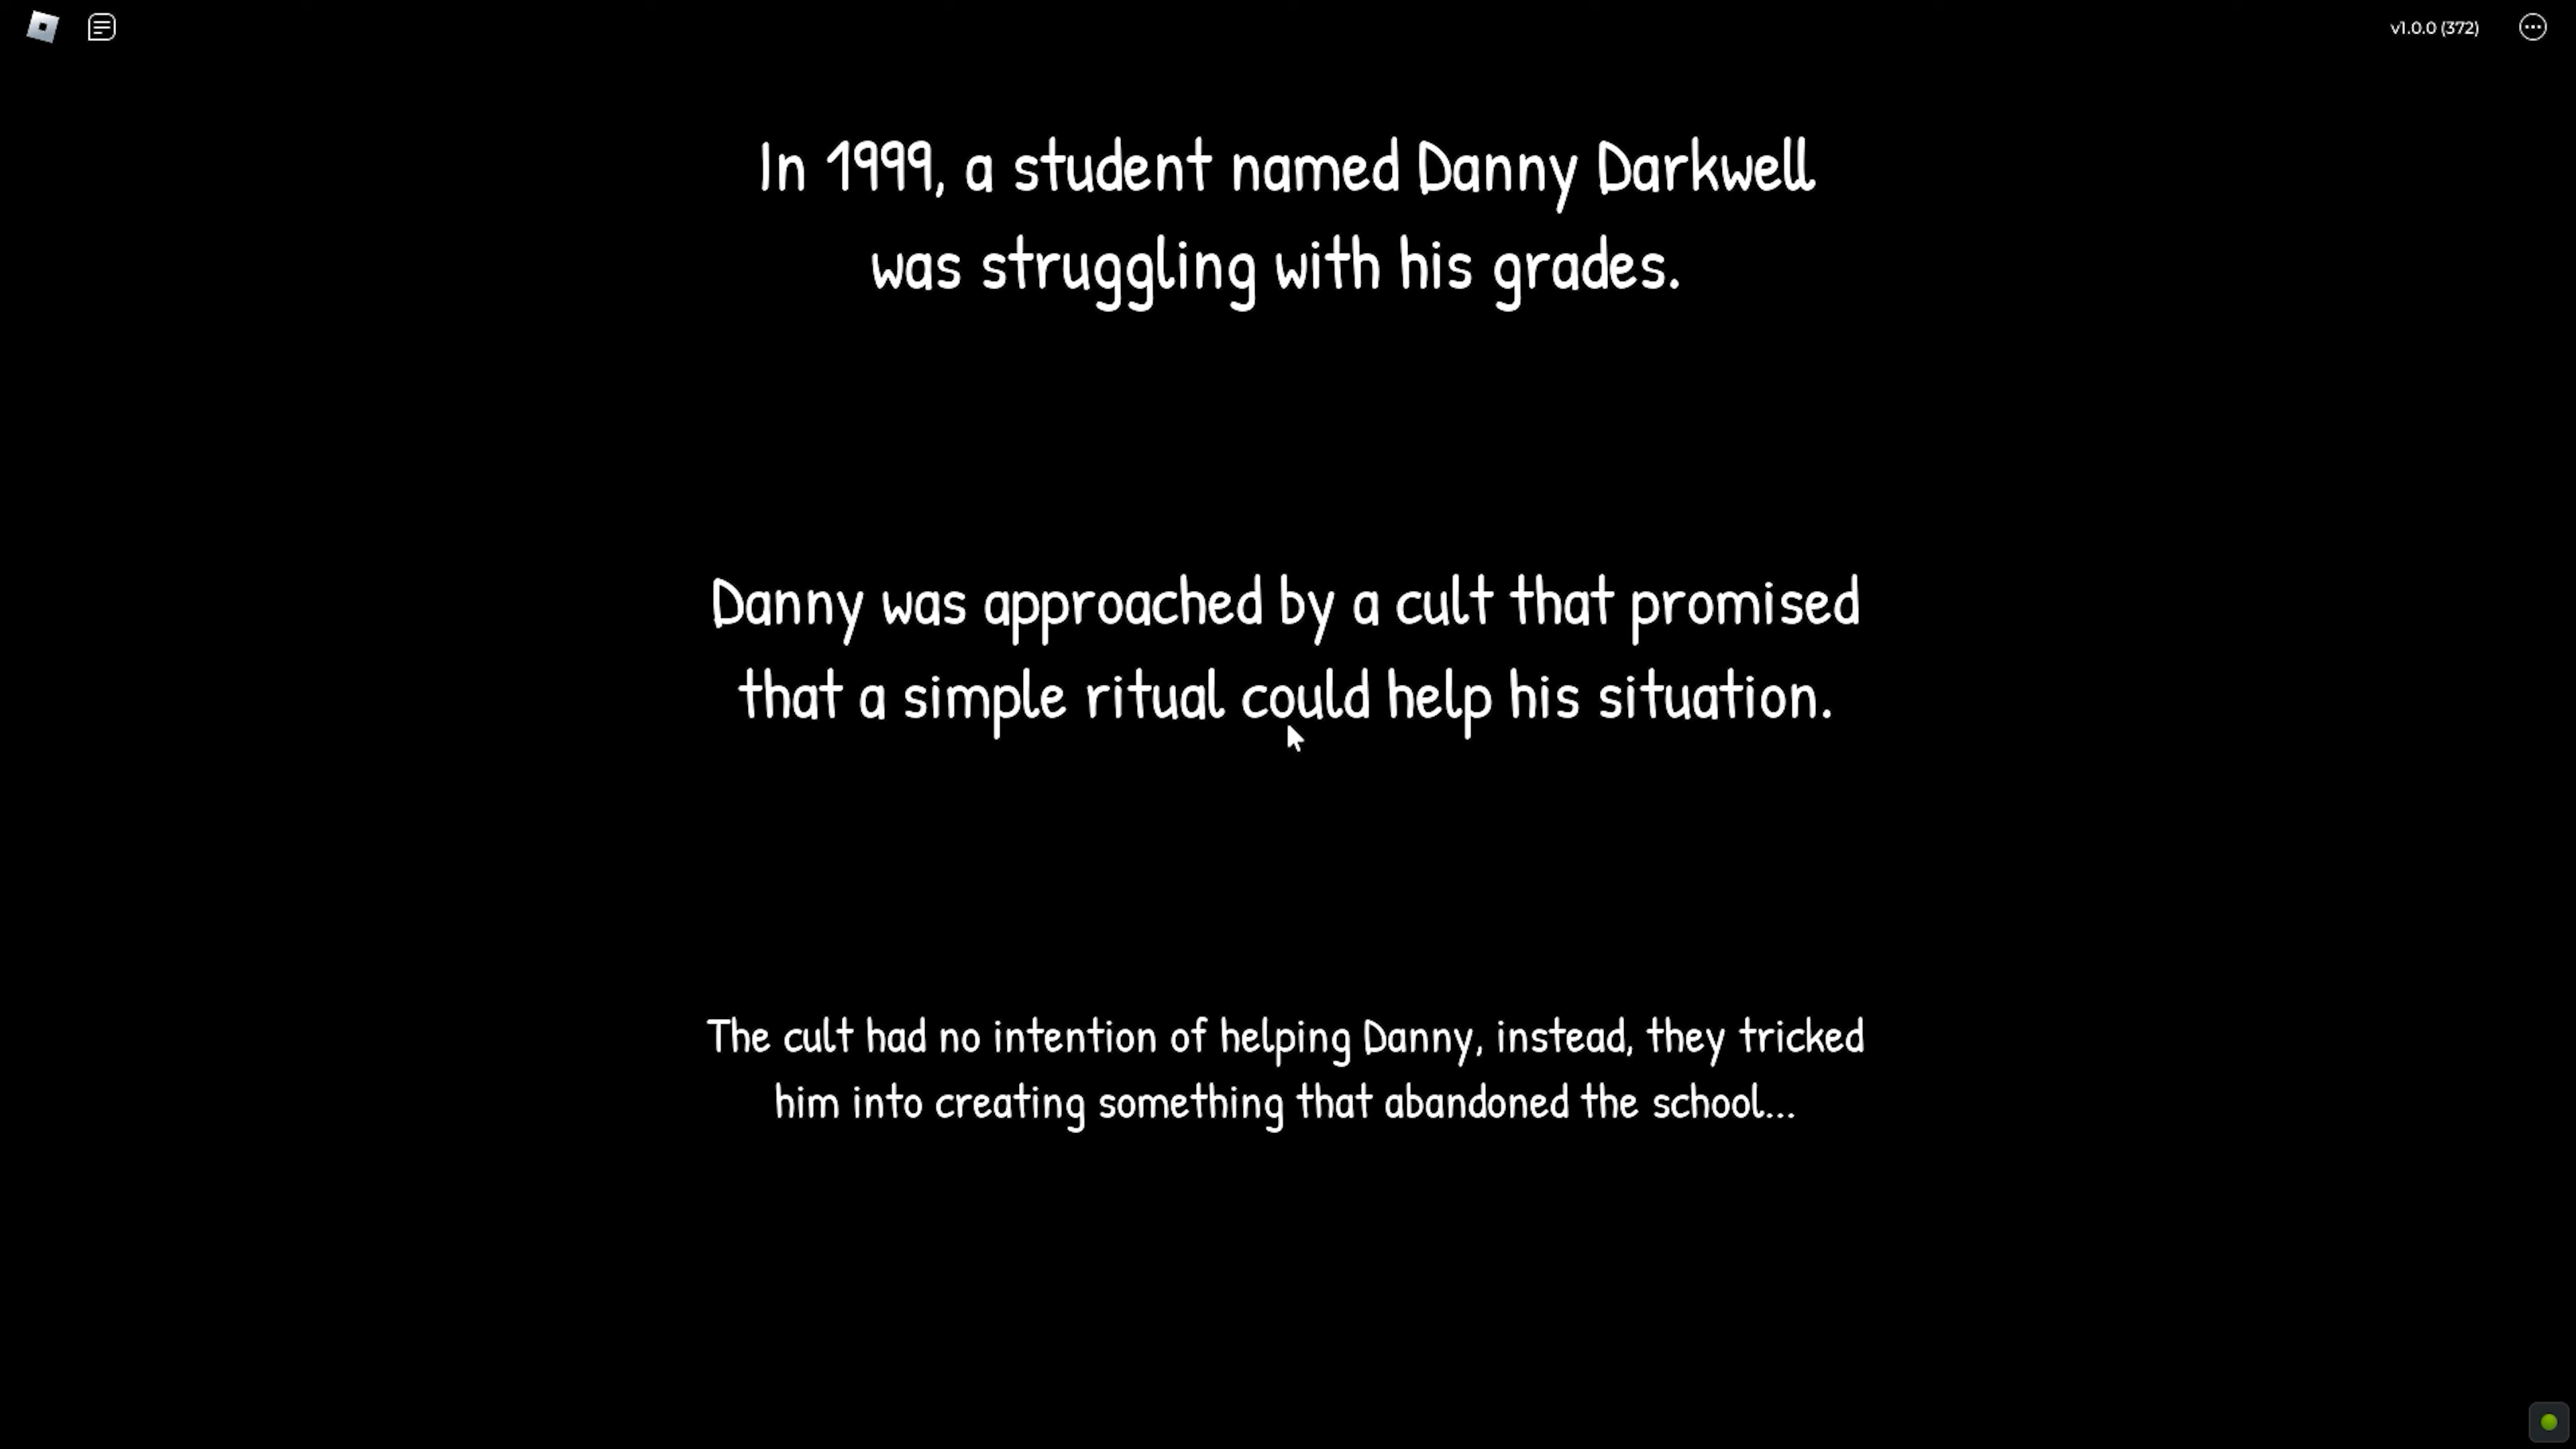 v1.0.0 (372)
In 1999, a student named Danny Darkwell
was struggling with his grades.
Danny was approached by a cult that promised
that a simple ritual could help his situation.
The cult had no intention of helping Danny, instead, they tricked
him into creating something that abandoned the school...